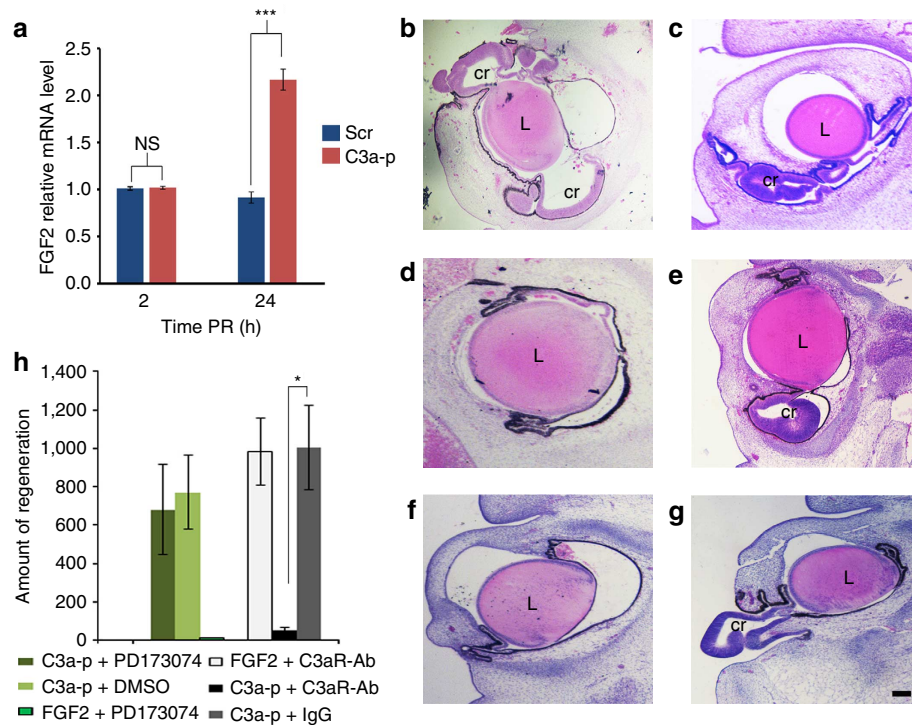 a
***
2.5
2.0
1.5
1.0
0.5
0.0
FGF2 relative mRNA level
NS
2
24
Time PR (h)
Scr
C3a-p
b
cr
L
cr
c
L
cr
d
L
e
L
cr
f
L
g
L
cr
h
1,400
1,200
1,000
800
600
400
200
0
Amount of regeneration
*
C3a-p + PD173074
C3a-p + DMSO
FGF2 + PD173074
FGF2 + C3aR-Ab
C3a-p + C3aR-Ab
C3a-p + IgG